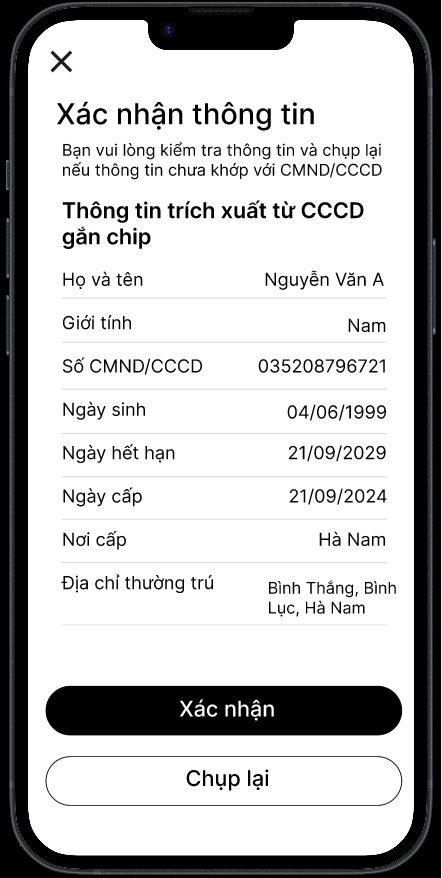 Xác nhận thông tin
Bạn vui lòng kiểm tra thông tin và chụp lại
nếu thông tin chưa khớp với CMND/CCCD
Thông tin trích xuất từ CCCD
gắn chip
Họ và tên Nguyễn Văn A
Giới tính Nam
Số CMND/CCCD 035208796721
Ngày sinh 04/06/1999
Ngày hết hạn 21/09/2029
Ngày cấp 21/09/2024
Nơi cấp Hà Nam
Địa chỉ thường trú Bình Thắng, Bình
Lục, Hà Nam
Xác nhận
Chụp lại